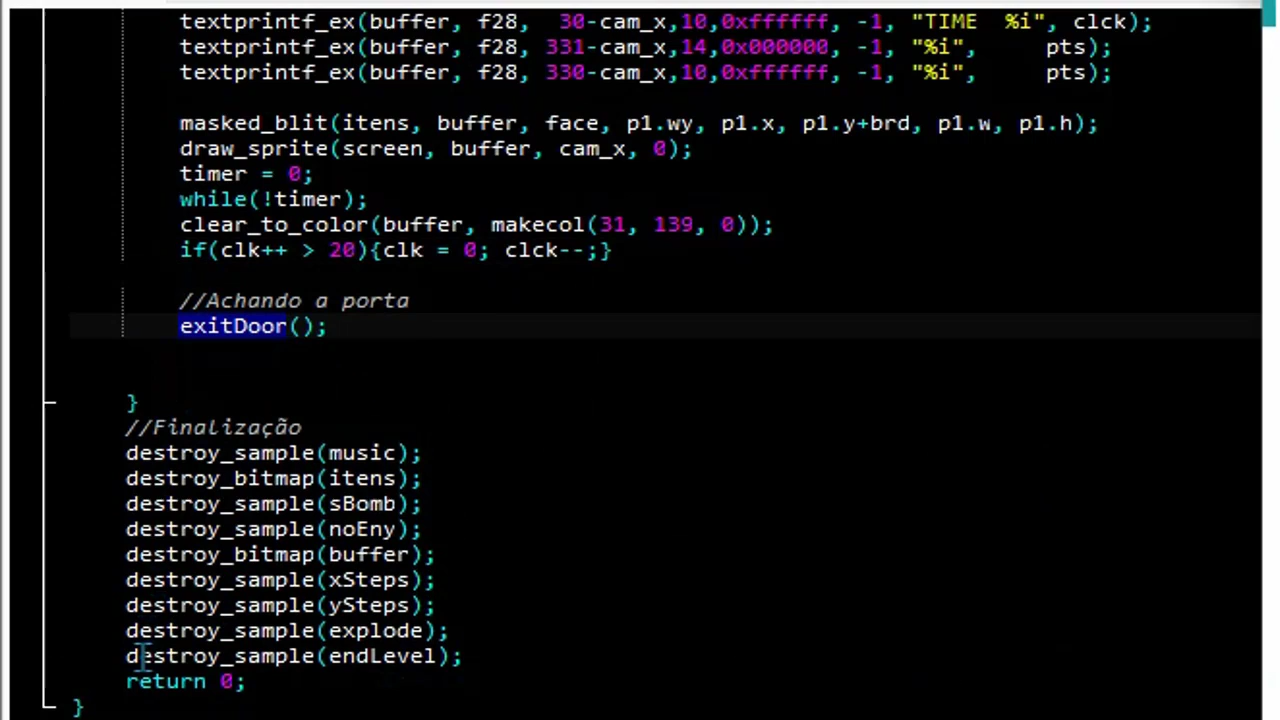 textprintf_ex(buffer, f28,  30-cam_x,10,0xffffff, -1, "TIME  %i", clck);
textprintf_ex(buffer, f28, 331-cam_x,14,0x000000, -1, "%i",     pts);
textprintf_ex(buffer, f28, 330-cam_x,10,0xffffff, -1, "%i",     pts);
masked_blit(itens, buffer, face, p1.wy, p1.x, p1.y+brd, p1.w, p1.h);
draw_sprite(screen, buffer, cam_x, 0);
timer = 0;
while(!timer);
clear_to_color(buffer, makecol(31, 139, 0));
if(clk++ > 20){clk = 0; clck--;}
//Achando a porta
exitDoor();
}
//Finalização
destroy_sample(music);
destroy_bitmap(itens);
destroy_sample(sBomb);
destroy_sample(noEny);
destroy_bitmap(buffer);
destroy_sample(xSteps);
destroy_sample(ySteps);
destroy_sample(explode);
destroy_sample(endLevel);
return 0;
}